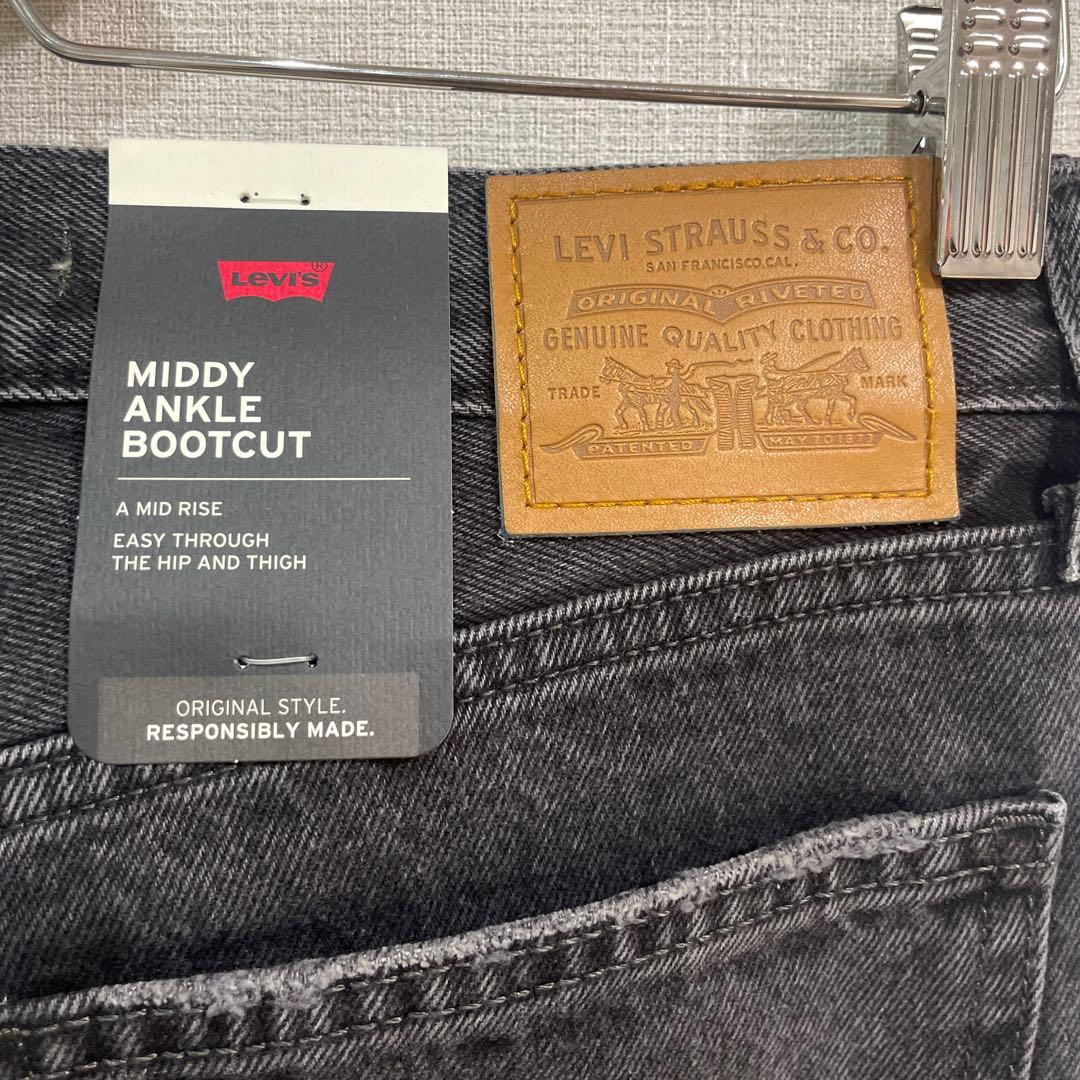 Levi's®
MIDDY
ANKLE
BOOTCUT
A MID RISE
EASY THROUGH
THE HIP AND THIGH
ORIGINAL STYLE.
RESPONSIBLY MADE.
LEVI STRAUSS & CO.
SAN FRANCISCO.CAL.
ORIGINAL RIVETED
GENUINE QUALITY CLOTHING
TRADE MARK
PATENTED MAY 20 1873